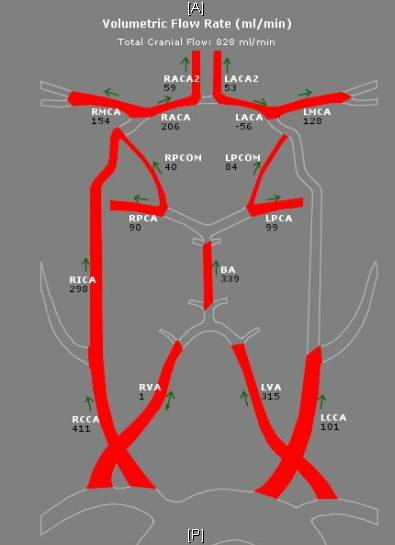 [A]
Volumetric Flow Rate (ml/min)
Total Cranial Flow: 828 ml/min
RACA2
59
LACA2
53
RMCA
154
RACA
206
LACA
-56
LMCA
128
RPCOM
40
LPCOM
84
RPCA
90
LPCA
99
RICA
298
BA
339
RVA
1
LVA
315
RCCA
411
LCCA
101
[P]